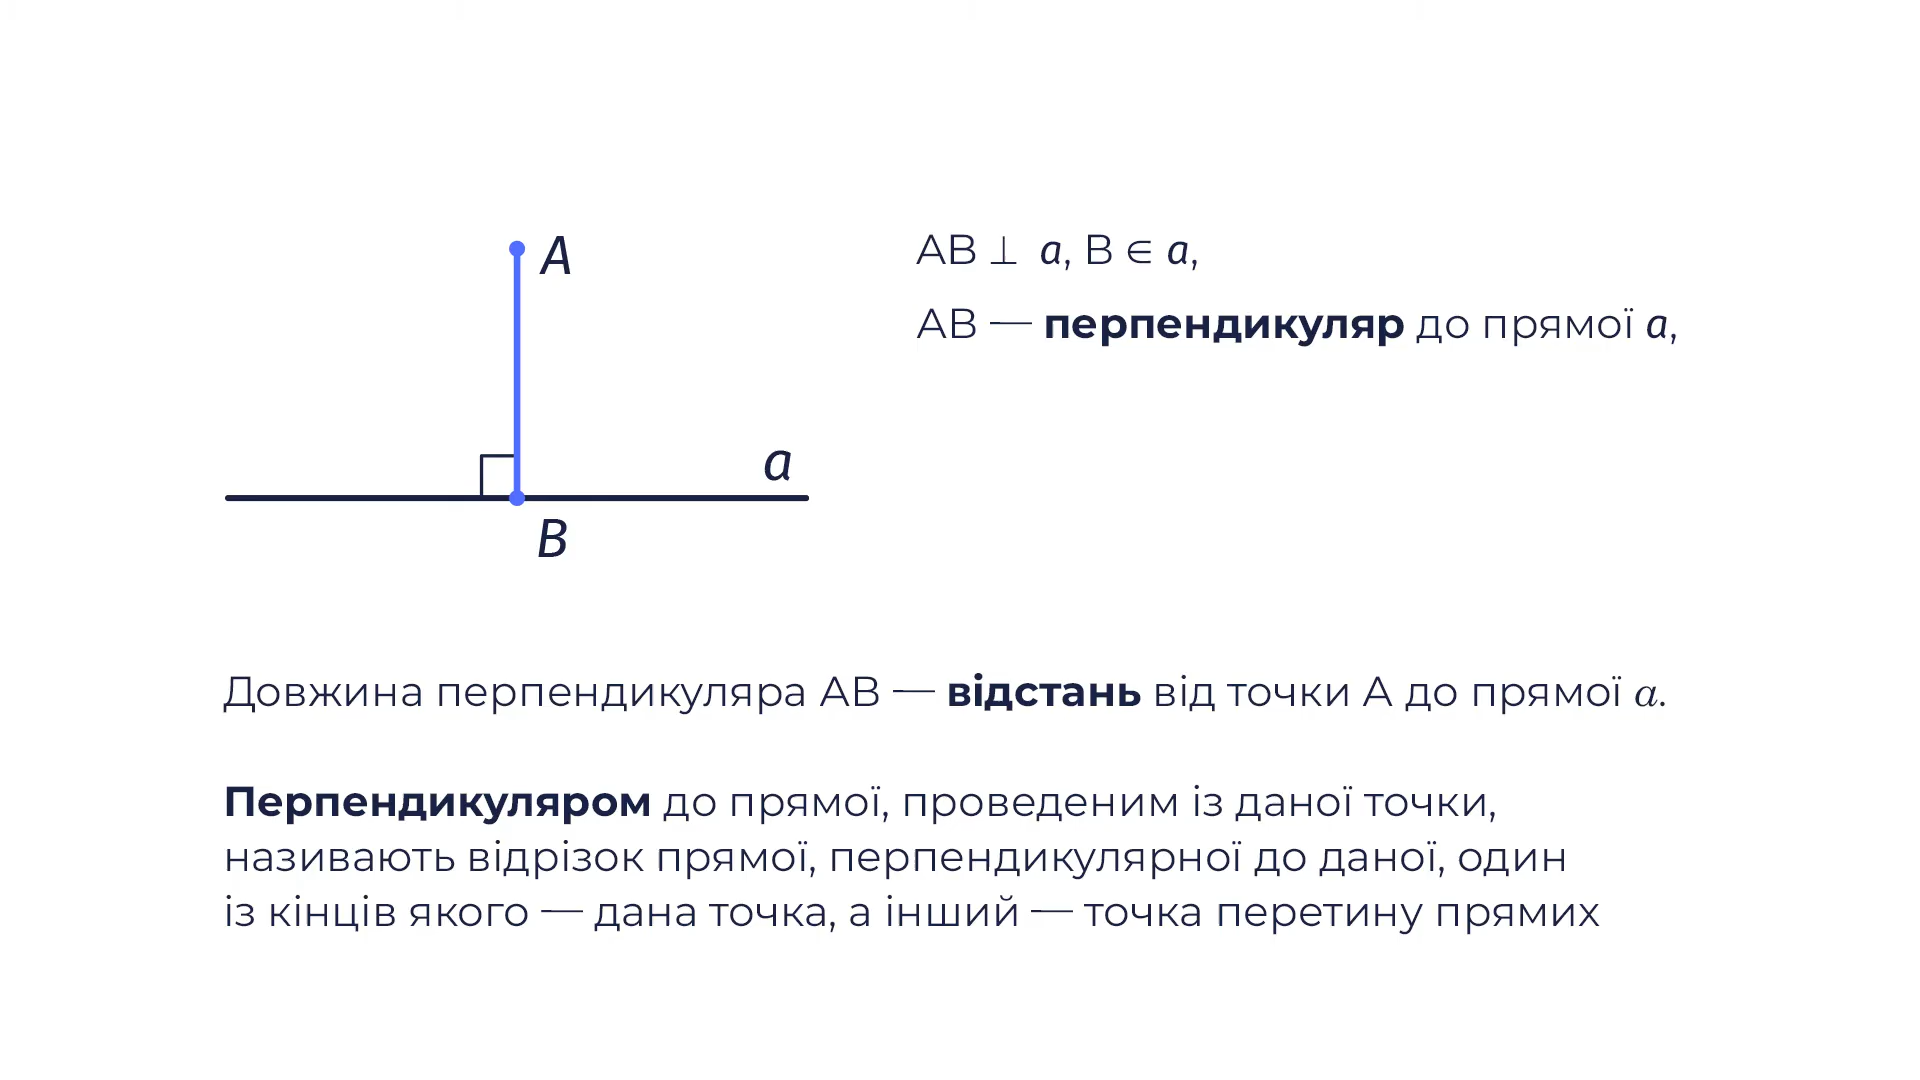 A
AB ⊥ a, B ∈ a,
AB — перпендикуляр до прямої a,
a
B
Довжина перпендикуляра AB — відстань від точки A до прямої a.
Перпендикуляром до прямої, проведеним із даної точки,
називають відрізок прямої, перпендикулярної до даної, один
із кінців якого — дана точка, а інший — точка перетину прямих